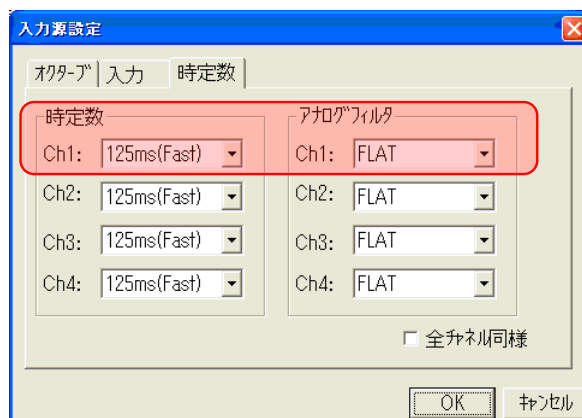 入力源設定
ｵｸﾀｰﾌﾞ 入力 時定数
時定数 ｱﾅﾛｸﾞﾌｨﾙﾀ
Ch1: 125ms(Fast) Ch1: FLAT
Ch2: 125ms(Fast) Ch2: FLAT
Ch3: 125ms(Fast) Ch3: FLAT
Ch4: 125ms(Fast) Ch4: FLAT
全ﾁｬﾈﾙ同様
OK ｷｬﾝｾﾙ